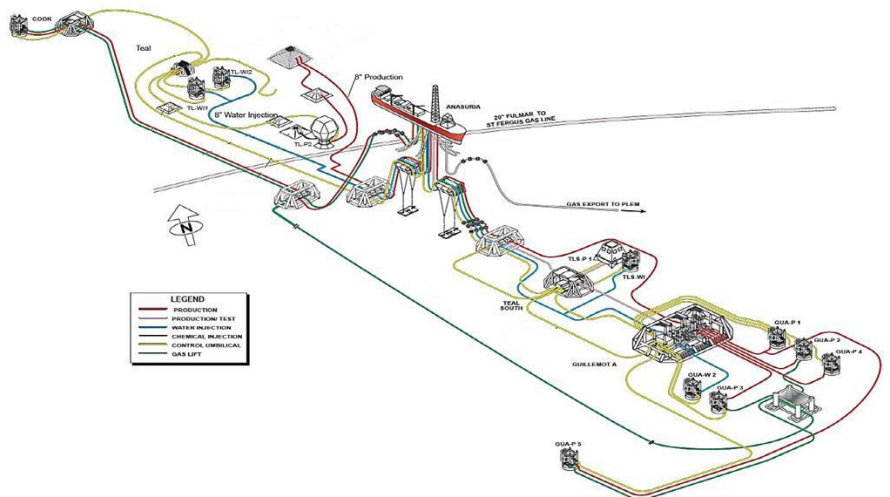 COOK
Teal
TL-WI2
TL-WI1
8" Production
8" Water Injection
TL-P2
ANASURIA
20" FULMAR TO
ST FERGUS GAS LINE
GAS EXPORT TO PLEM
N
TLS-P 1
TLS-WI
TEAL
SOUTH
GUILLEMOT A
GUA-P 1
GUA-P 2
GUA-P 4
GUA-W 2
GUA-P 3
GUA-P 5
LEGEND
PRODUCTION
PRODUCTION/ TEST
WATER INJECTION
CHEMICAL INJECTION
CONTROL UMBILICAL
GAS LIFT